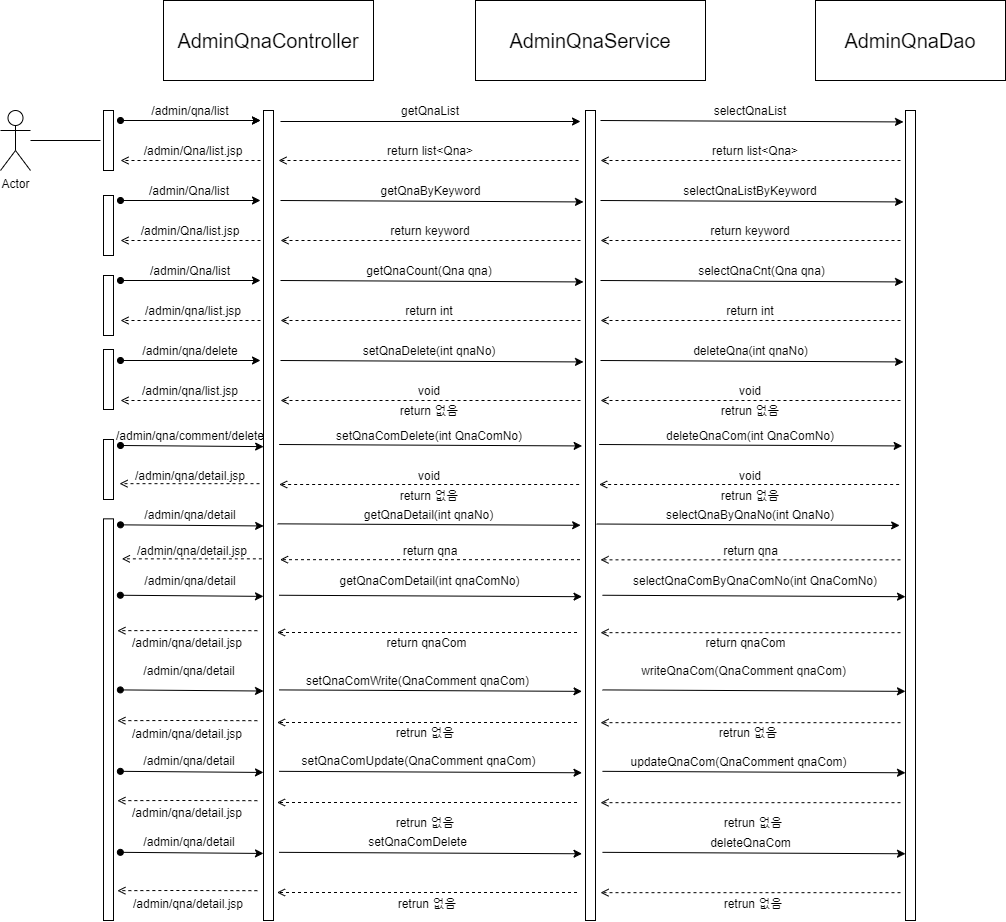 AdminQnaController
AdminQnaService
AdminQnaDao
Actor
/admin/qna/list
getQnaList
selectQnaList
/admin/Qna/list.jsp
return list<Qna>
return list<Qna>
/admin/Qna/list
getQnaByKeyword
selectQnaListByKeyword
/admin/Qna/list.jsp
return keyword
return keyword
/admin/Qna/list
getQnaCount(Qna qna)
selectQnaCnt(Qna qna)
/admin/qna/list.jsp
return int
return int
/admin/qna/delete
setQnaDelete(int qnaNo)
deleteQna(int qnaNo)
/admin/qna/list.jsp
void
void
return 없음
retrun 없음
/admin/qna/comment/delete
setQnaComDelete(int QnaComNo)
deleteQnaCom(int QnaComNo)
/admin/qna/detail.jsp
void
void
return 없음
retrun 없음
/admin/qna/detail
getQnaDetail(int qnaNo)
selectQnaByQnaNo(int QnaNo)
/admin/qna/detail.jsp
return qna
return qna
/admin/qna/detail
getQnaComDetail(int qnaComNo)
selectQnaComByQnaComNo(int QnaComNo)
/admin/qna/detail.jsp
return qnaCom
return qnaCom
/admin/qna/detail
setQnaComWrite(QnaComment qnaCom)
writeQnaCom(QnaComment qnaCom)
/admin/qna/detail.jsp
retrun 없음
retrun 없음
/admin/qna/detail
setQnaComUpdate(QnaComment qnaCom)
updateQnaCom(QnaComment qnaCom)
/admin/qna/detail.jsp
retrun 없음
retrun 없음
/admin/qna/detail
setQnaComDelete
deleteQnaCom
/admin/qna/detail.jsp
retrun 없음
retrun 없음